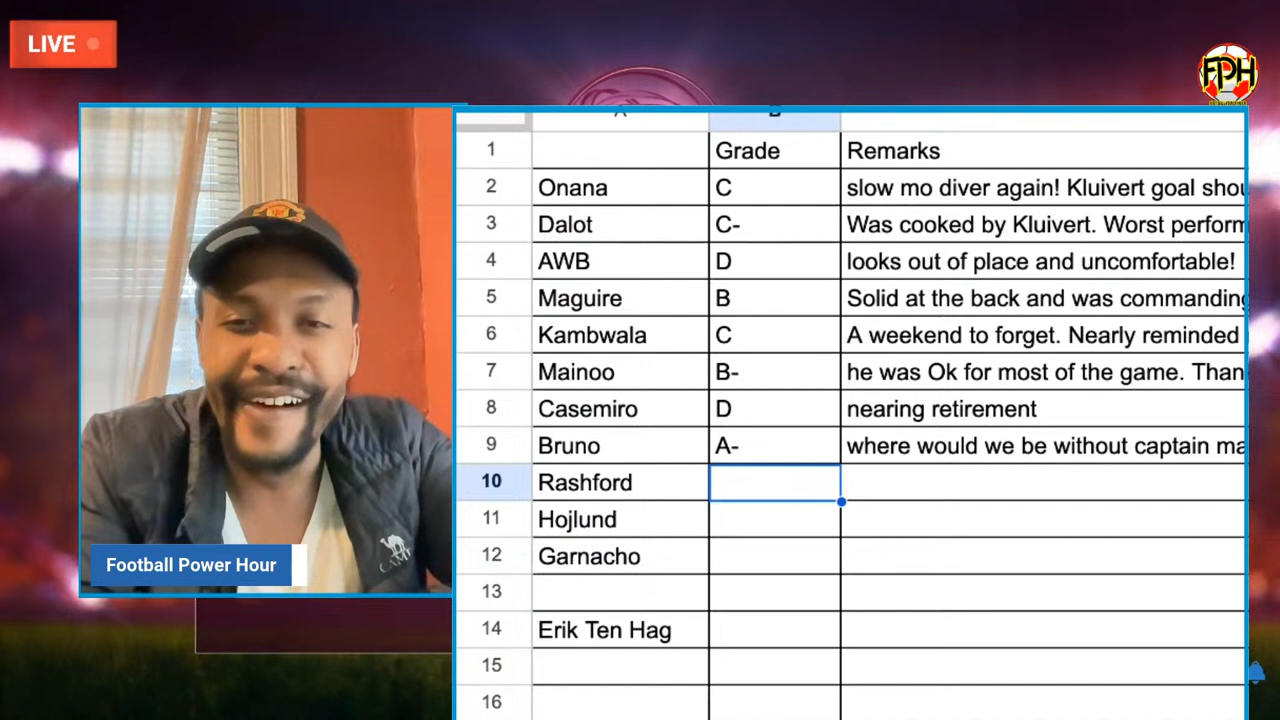 LIVE
FPH
Grade Remarks
1
2 Onana C slow mo diver again! Kluivert goal
3 Dalot C- Was cooked by Kluivert. Worst
4 AWB D looks out of place and uncomfortable!
5 Maguire B Solid at the back and was commanding
6 Kambwala C A weekend to forget. Nearly reminded
7 Mainoo B- he was Ok for most of the game.
8 Casemiro D nearing retirement
9 Bruno A- where would we be without captain
10 Rashford
11 Hojlund
12 Garnacho
13
14 Erik Ten Hag
15
16
Football Power Hour